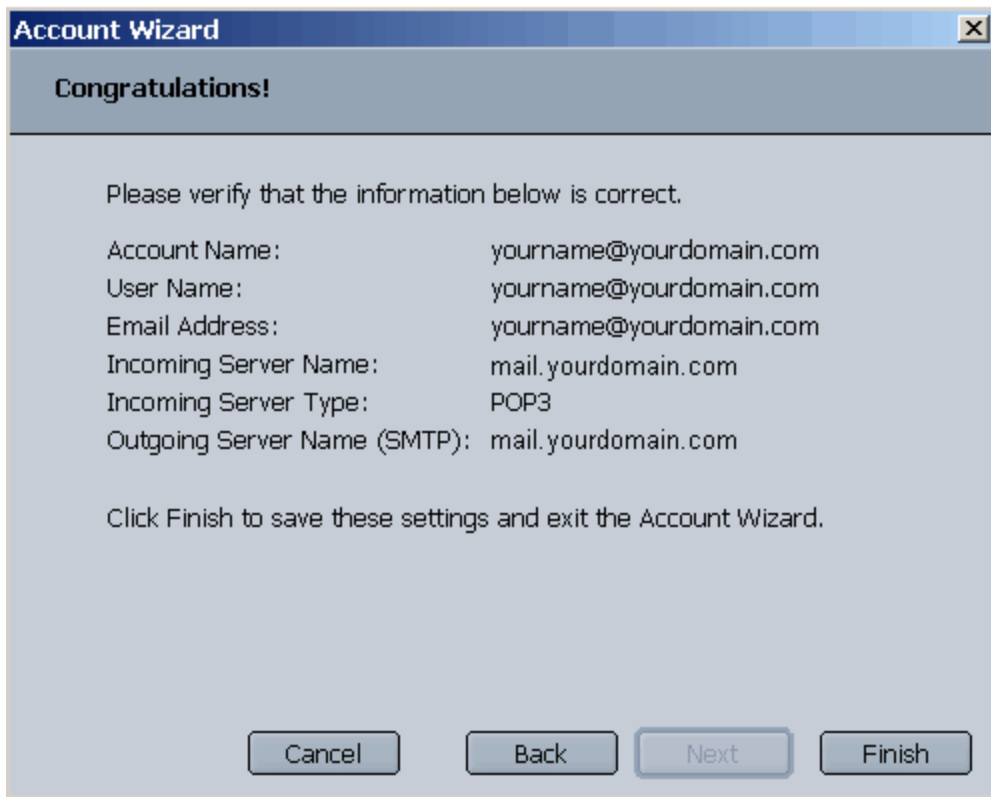 Account Wizard
Congratulations!
Please verify that the information below is correct.
Account Name: yourname@yourdomain.com
User Name: yourname@yourdomain.com
Email Address: yourname@yourdomain.com
Incoming Server Name: mail.yourdomain.com
Incoming Server Type: POP3
Outgoing Server Name (SMTP): mail.yourdomain.com
Click Finish to save these settings and exit the Account Wizard.
Cancel Back Next Finish